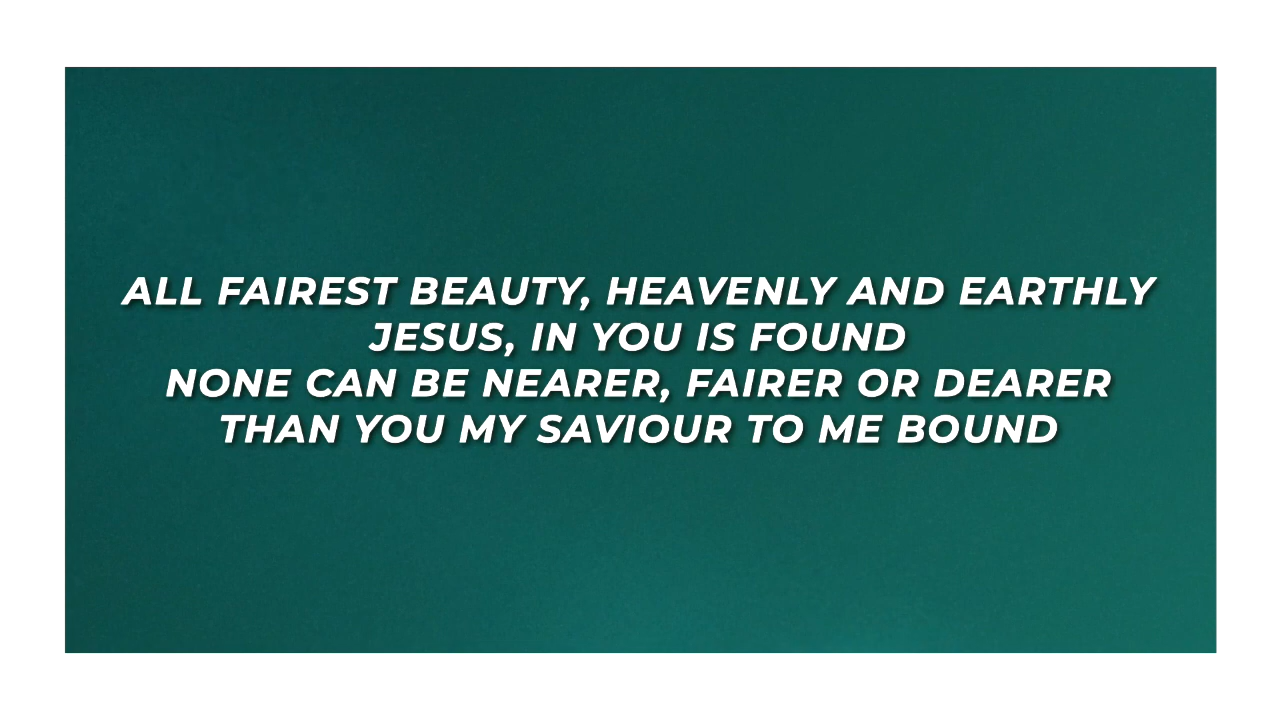 ALL FAIREST BEAUTY, HEAVENLY AND EARTHLY
JESUS, IN YOU IS FOUND
NONE CAN BE NEARER, FAIRER OR DEARER
THAN YOU MY SAVIOUR TO ME BOUND